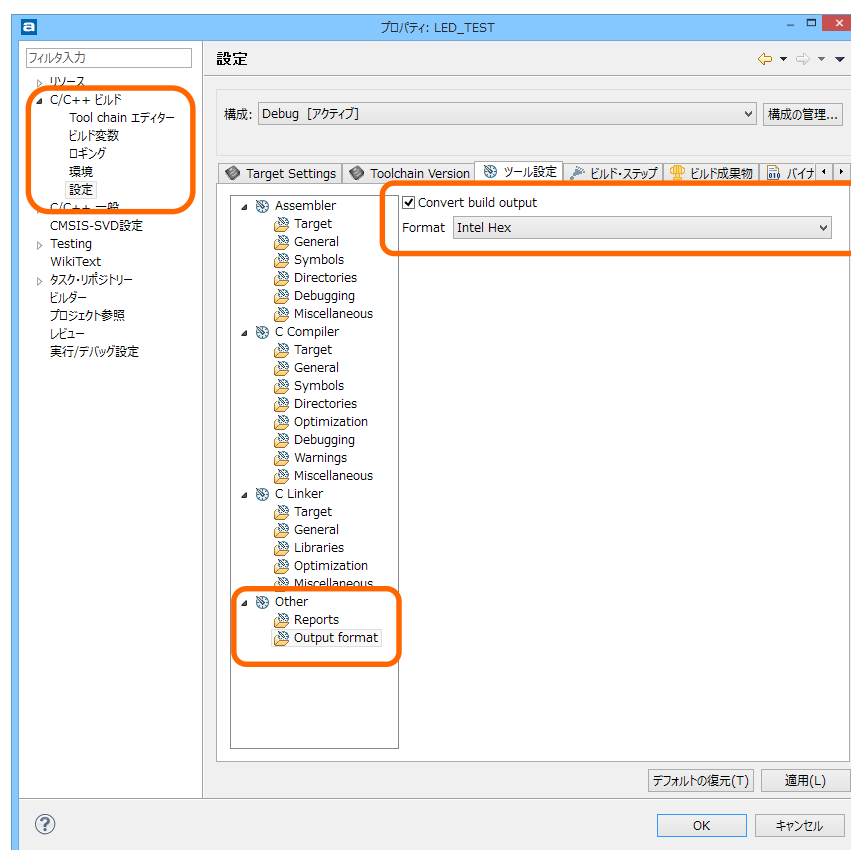 プロパティ: LED_TEST
フィルタ入力
リソース
C/C++ ビルド
Tool chain エディター
ビルド変数
ロギング
環境
設定
C/C++ 一般
CMSIS-SVD設定
Testing
WikiText
タスク・リポジトリー
ビルダー
プロジェクト参照
レビュー
実行/デバッグ設定
設定
構成: Debug [アクティブ] 構成の管理...
Target Settings Toolchain Version ツール設定 ビルド・ステップ ビルド成果物 バイナ
Assembler
Target
General
Symbols
Directories
Debugging
Miscellaneous
C Compiler
Target
General
Symbols
Directories
Optimization
Debugging
Warnings
Miscellaneous
C Linker
Target
General
Libraries
Optimization
Miscellaneous
Other
Reports
Output format
Convert build output
Format Intel Hex
デフォルトの復元(T) 適用(L)
OK キャンセル